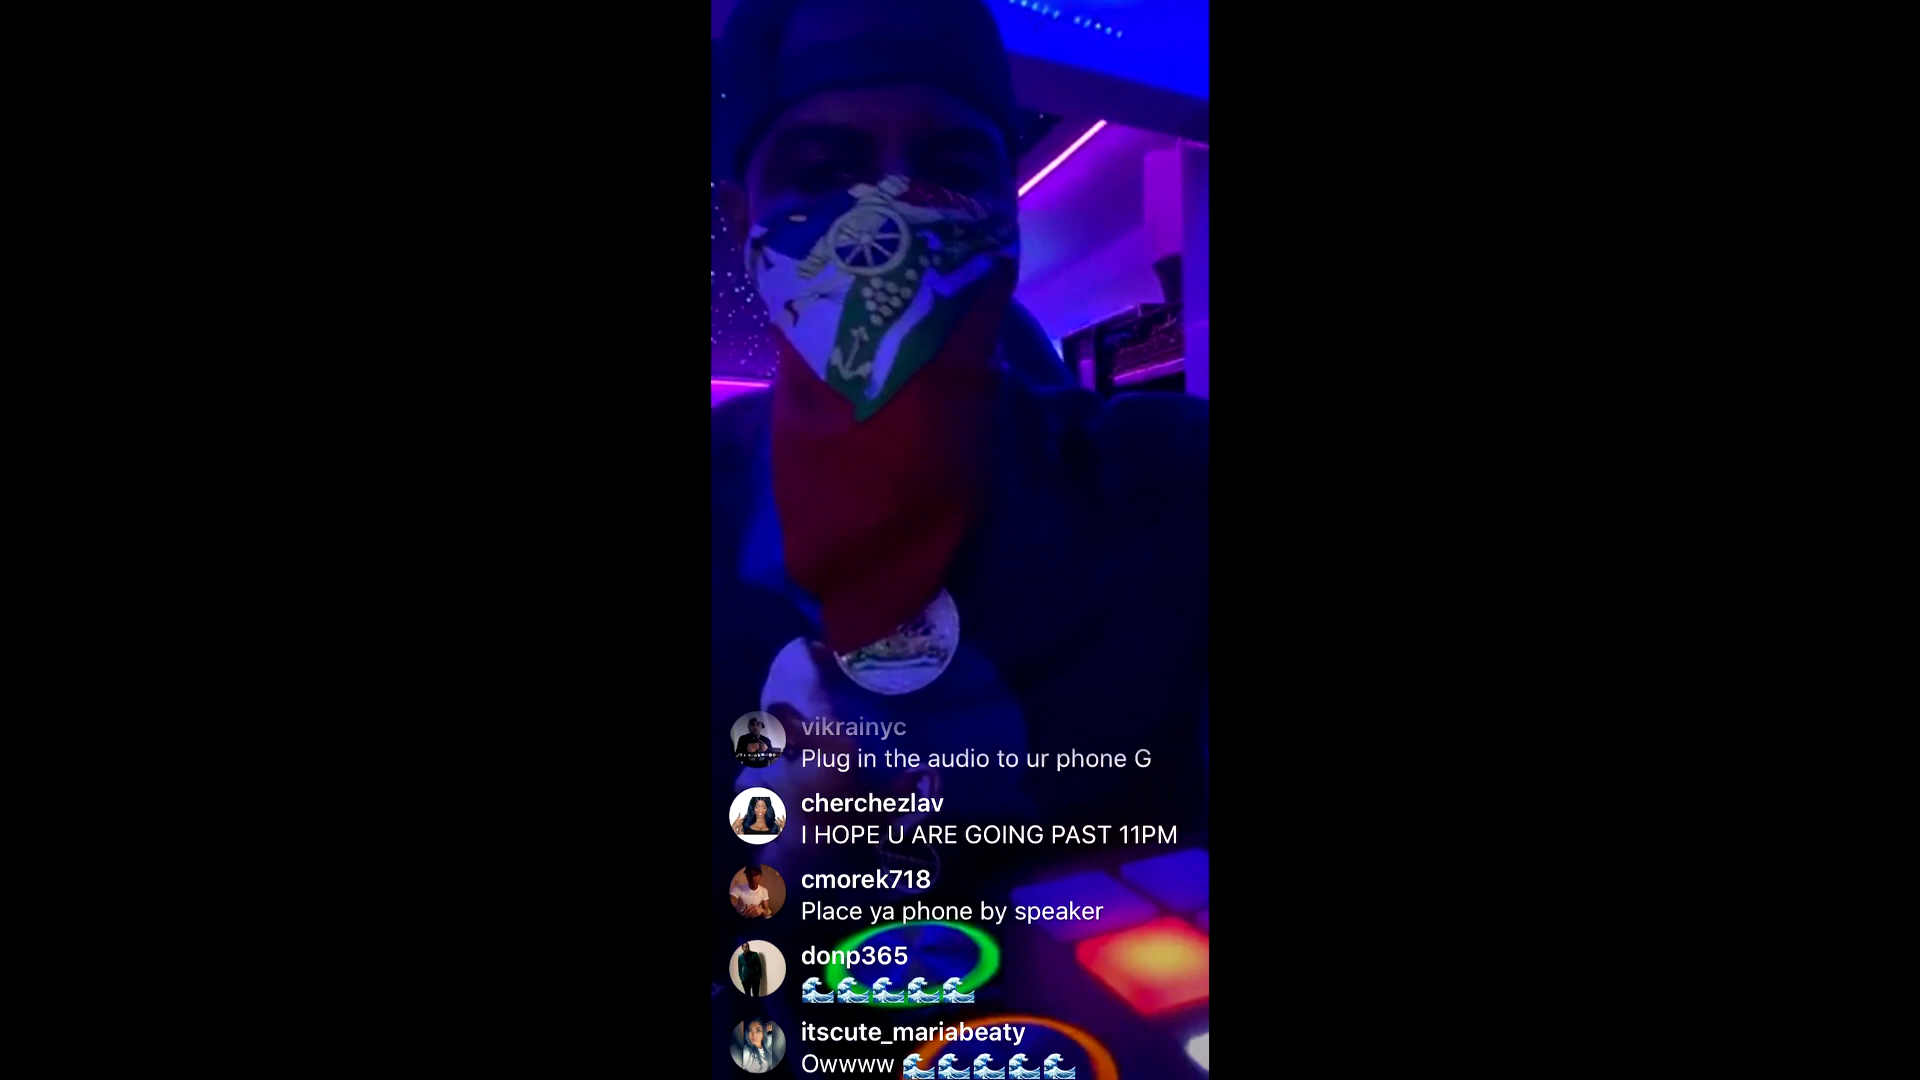 vikrainyc
Plug in the audio to ur phone G
cherchezlav
I HOPE U ARE GOING PAST 11PM
cmorek718
Place ya phone by speaker
donp365
🌊🌊🌊🌊🌊
itscute_mariabeaty
Owwww 🌊🌊🌊🌊🌊